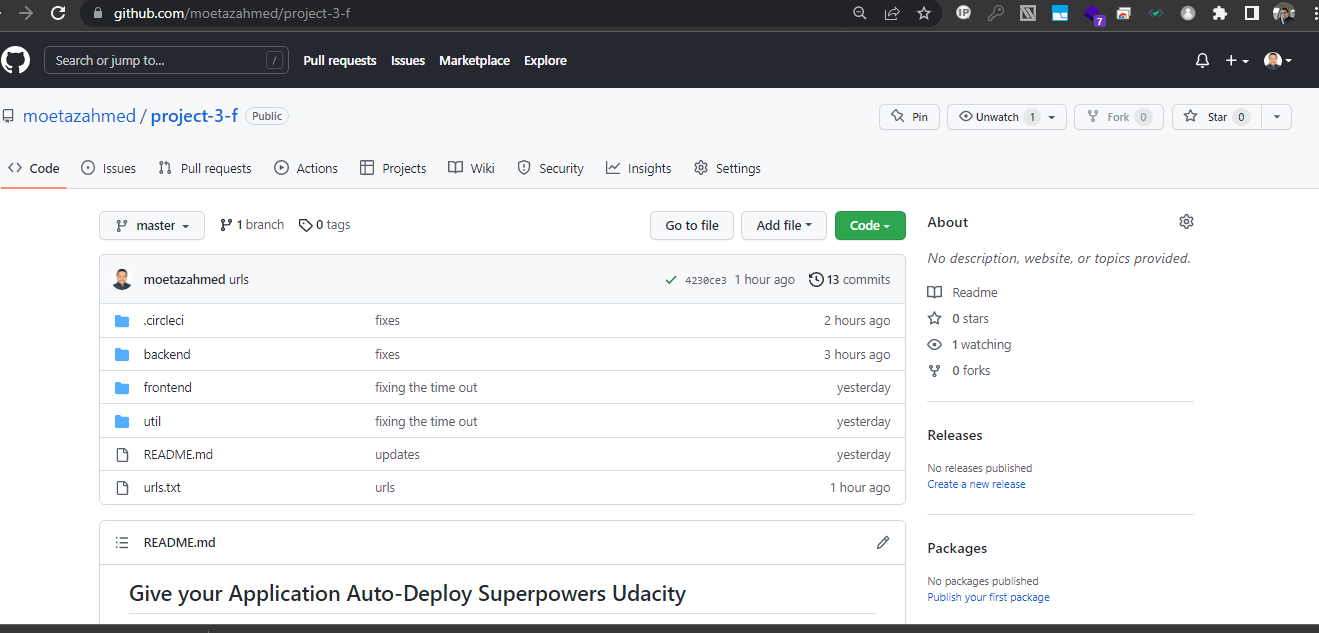 github.com/moetazahmed/project-3-f
7
Search or jump to... / Pull requests Issues Marketplace Explore
moetazahmed / project-3-f Public Pin Unwatch 1 Fork 0 Star 0
Code Issues Pull requests Actions Projects Wiki Security Insights Settings
master 1 branch 0 tags Go to file Add file Code
moetazahmed urls 4230ce3 1 hour ago 13 commits
.circleci fixes 2 hours ago
backend fixes 3 hours ago
frontend fixing the time out yesterday
util fixing the time out yesterday
README.md updates yesterday
urls.txt urls 1 hour ago
README.md
Give your Application Auto-Deploy Superpowers Udacity
About
No description, website, or topics provided.
Readme
0 stars
1 watching
0 forks
Releases
No releases published
Create a new release
Packages
No packages published
Publish your first package